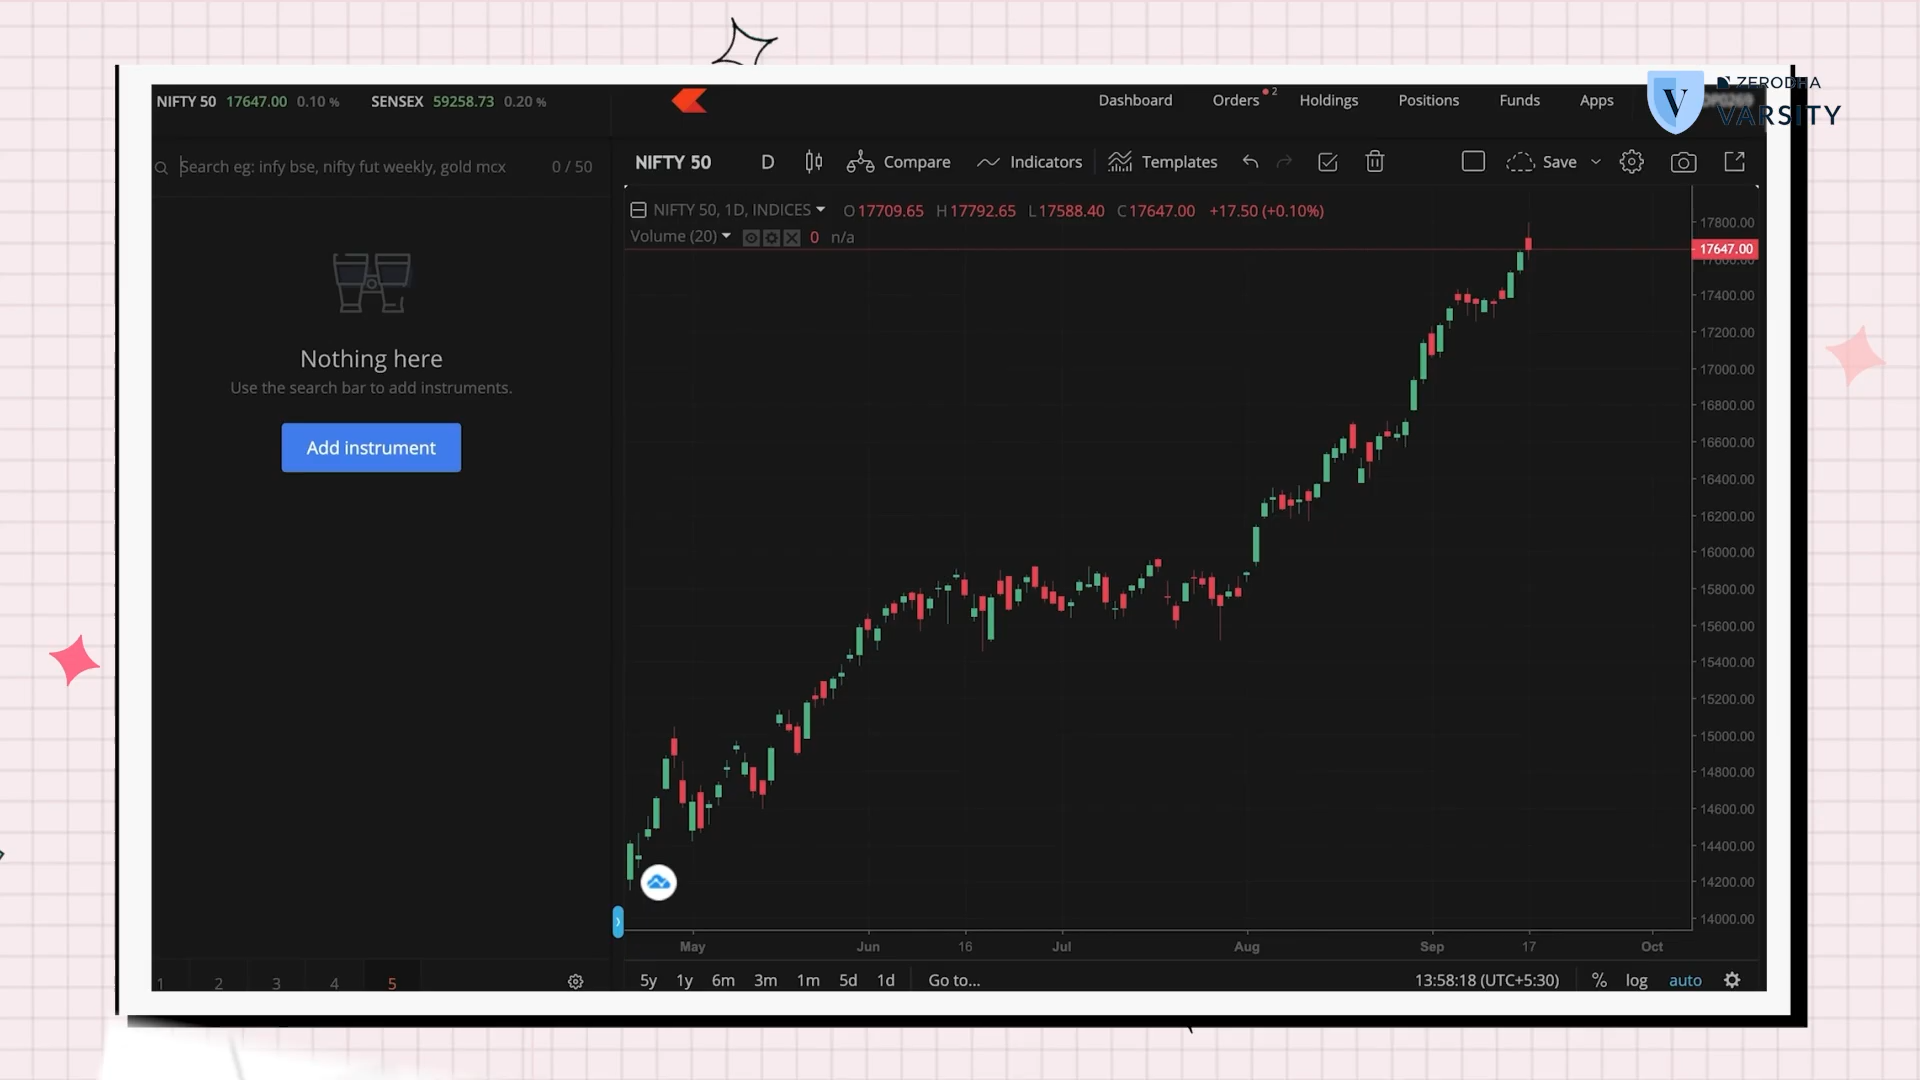 NIFTY 50 17647.00 0.10 % SENSEX 59258.73 0.20 %
Dashboard Orders 2 Holdings Positions Funds Apps
ZERODHA
V VARSITY
Search eg: infy bse, nifty fut weekly, gold mcx 0 / 50
NIFTY 50 D Compare Indicators Templates Save
NIFTY 50, 1D, INDICES O17709.65 H17792.65 L17588.40 C17647.00 +17.50 (+0.10%)
Volume (20) 0 n/a
Nothing here
Use the search bar to add instruments.
Add instrument
17800.00
17647.00
17600.00
17400.00
17200.00
17000.00
16800.00
16600.00
16400.00
16200.00
16000.00
15800.00
15600.00
15400.00
15200.00
15000.00
14800.00
14600.00
14400.00
14200.00
14000.00
May Jun 16 Jul Aug Sep 17 Oct
1 2 3 4 5
5y 1y 6m 3m 1m 5d 1d Go to... 13:58:18 (UTC+5:30) % log auto